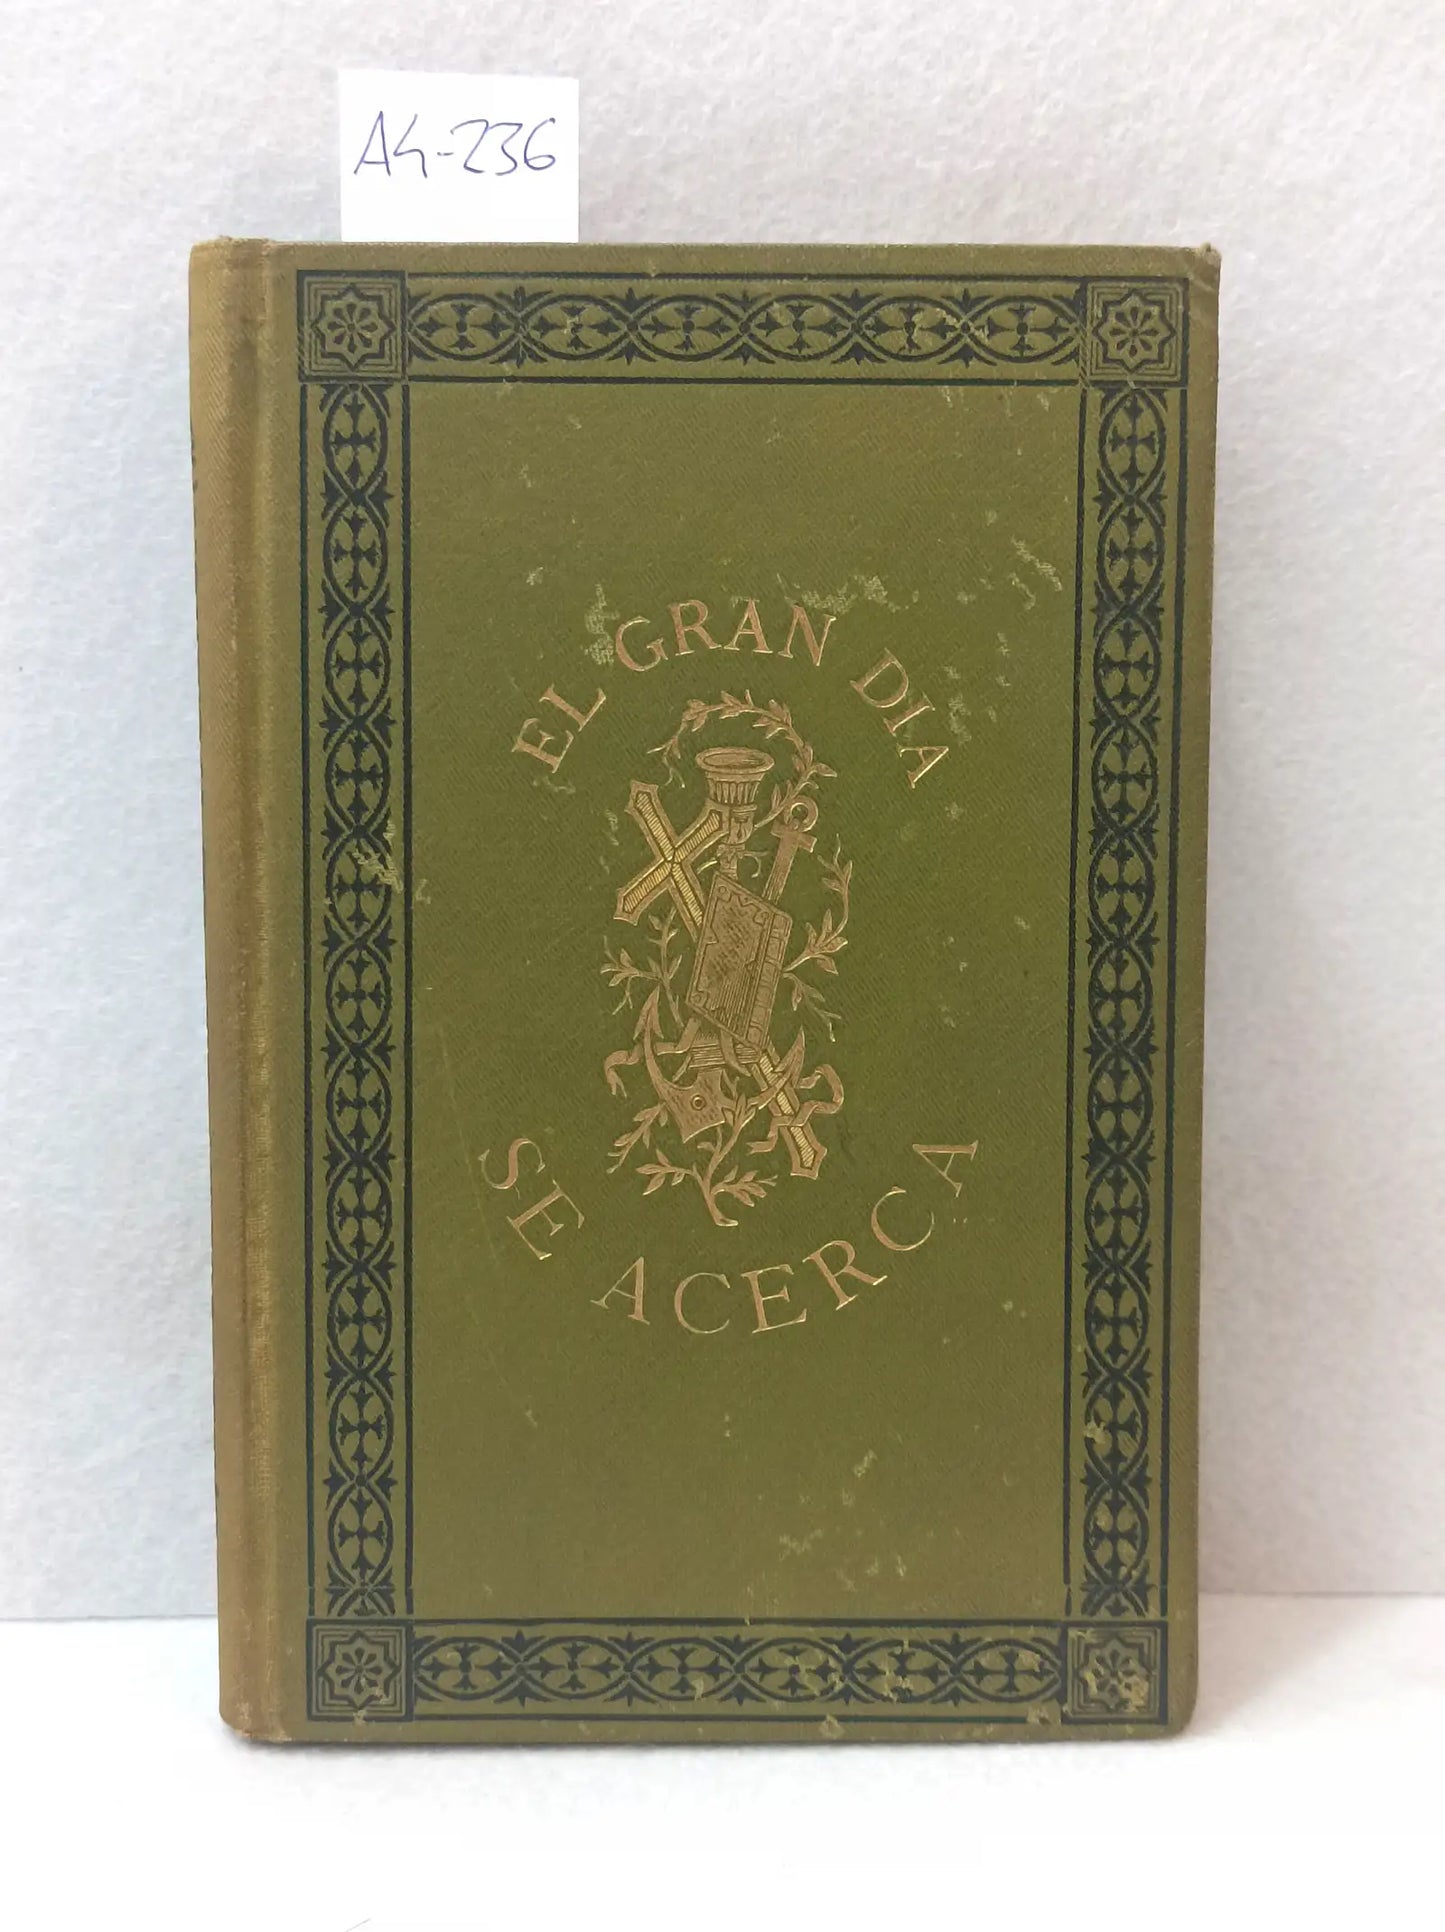 A4-236
EL GRAN DIA
SE ACERCA